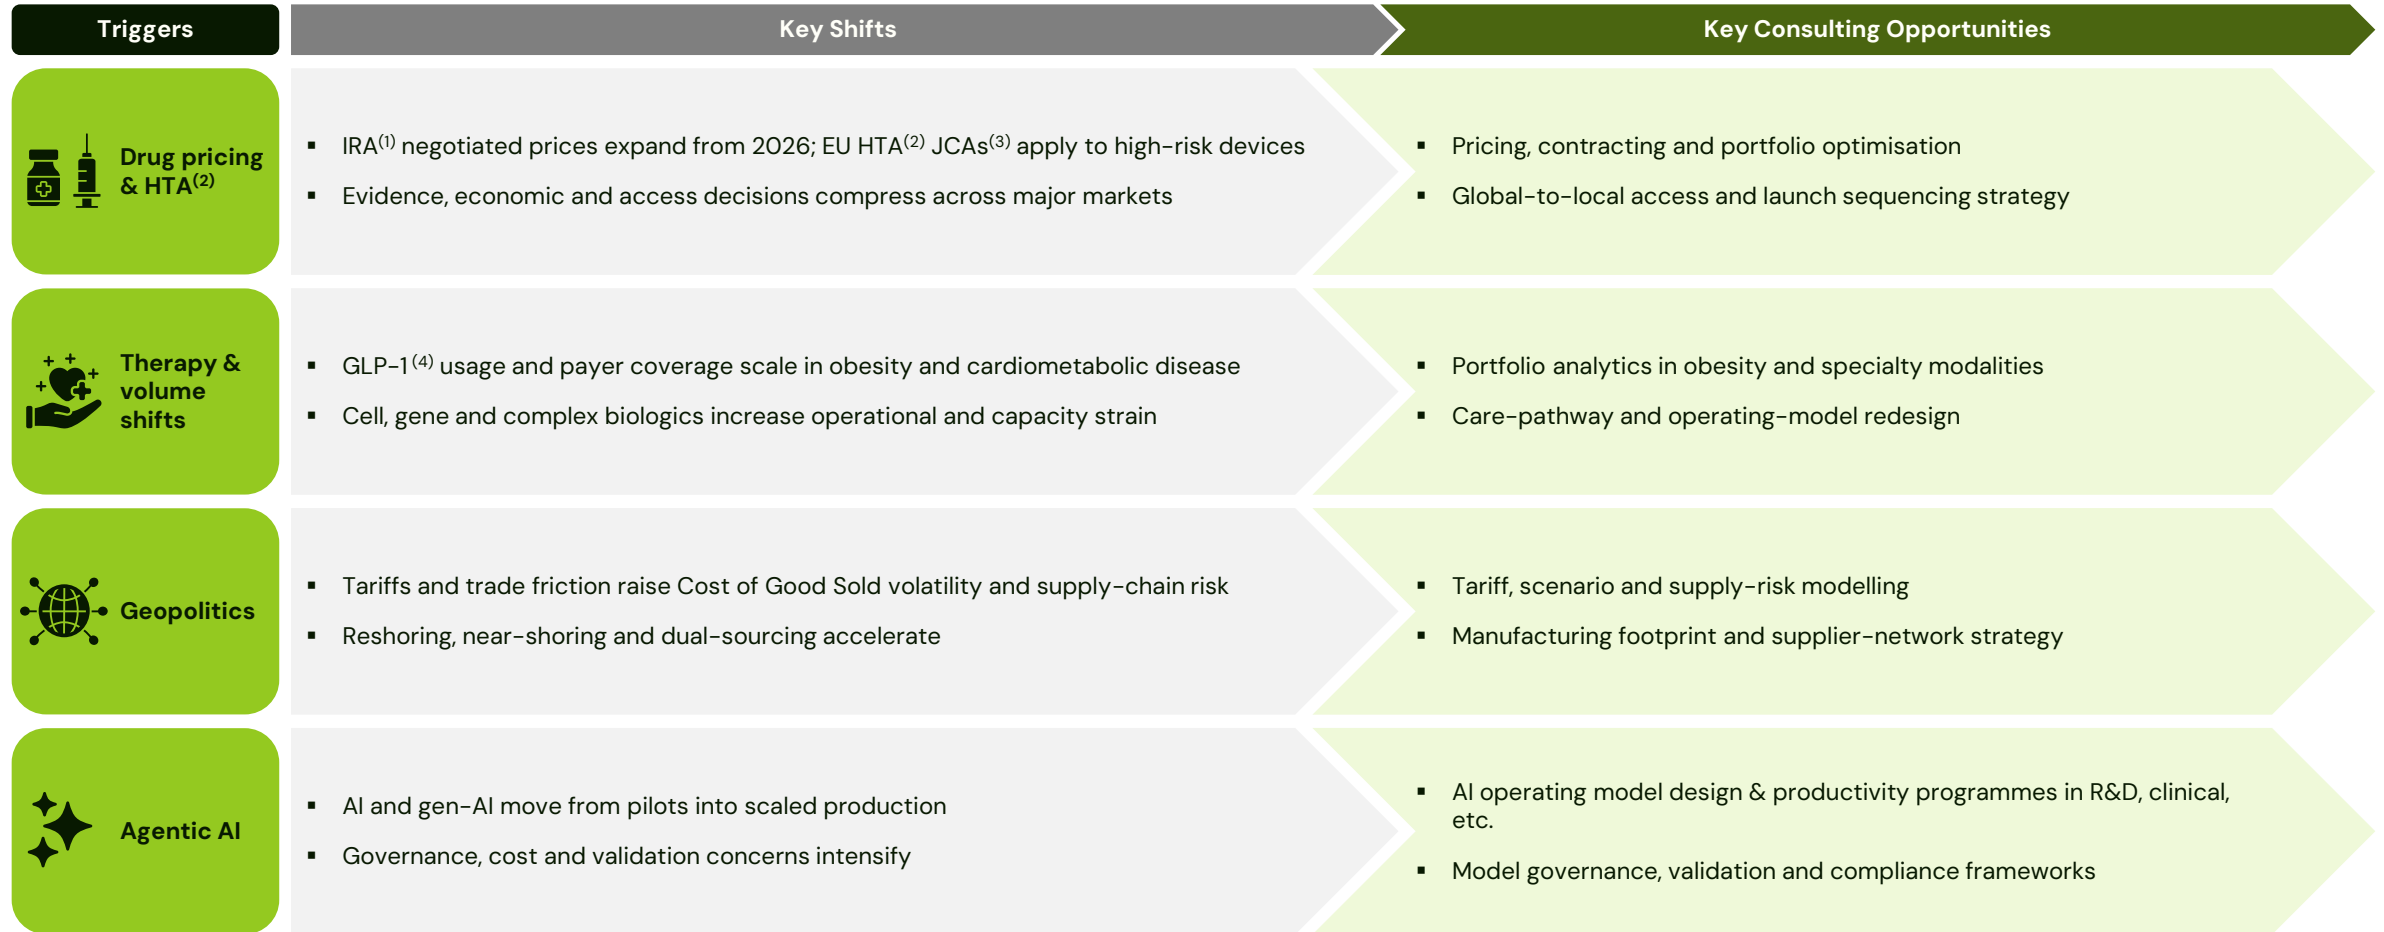 Triggers
Key Shifts
Key Consulting Opportunities
Drug pricing
& HTA(2)
▪ IRA(1) negotiated prices expand from 2026; EU HTA(2) JCAs(3) apply to high-risk devices
▪ Evidence, economic and access decisions compress across major markets
▪ Pricing, contracting and portfolio optimisation
▪ Global-to-local access and launch sequencing strategy
Therapy &
volume
shifts
▪ GLP-1 (4) usage and payer coverage scale in obesity and cardiometabolic disease
▪ Cell, gene and complex biologics increase operational and capacity strain
▪ Portfolio analytics in obesity and specialty modalities
▪ Care-pathway and operating-model redesign
Geopolitics
▪ Tariffs and trade friction raise Cost of Good Sold volatility and supply-chain risk
▪ Reshoring, near-shoring and dual-sourcing accelerate
▪ Tariff, scenario and supply-risk modelling
▪ Manufacturing footprint and supplier-network strategy
Agentic AI
▪ AI and gen-AI move from pilots into scaled production
▪ Governance, cost and validation concerns intensify
▪ AI operating model design & productivity programmes in R&D, clinical,
etc.
▪ Model governance, validation and compliance frameworks